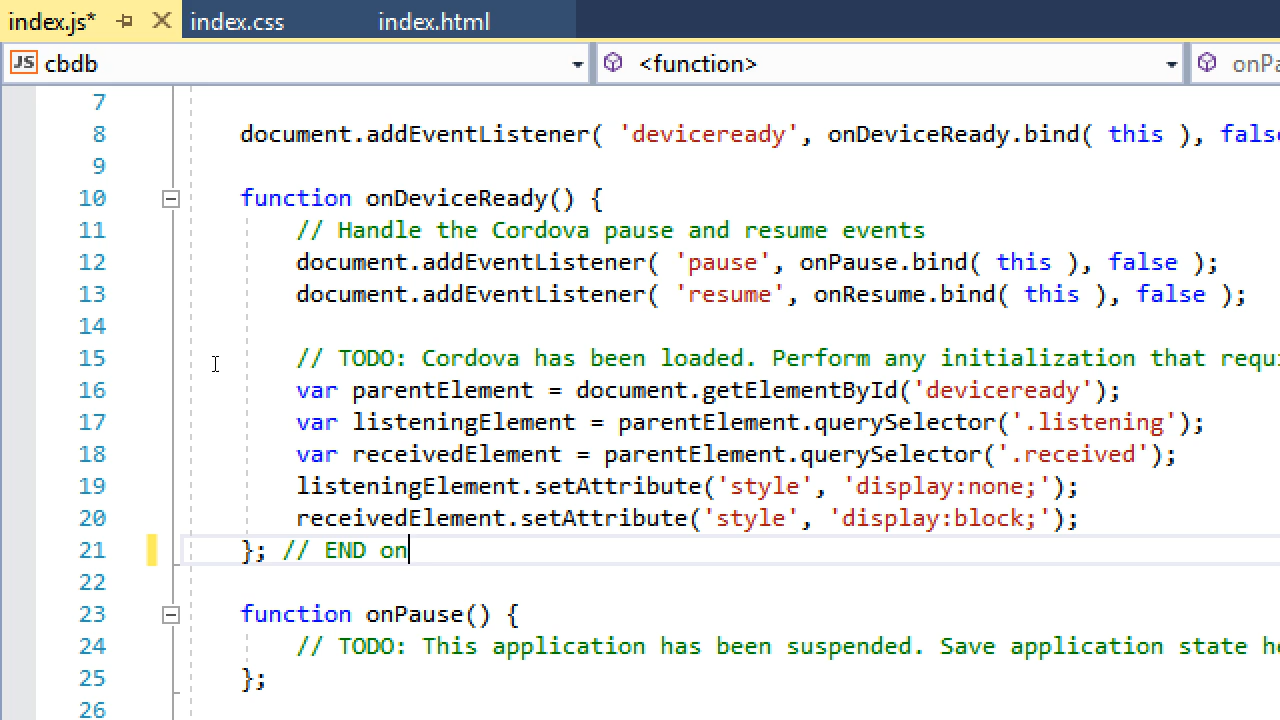 index.js* index.css index.html
JS cbdb <function> onPa
7
8 document.addEventListener( 'deviceready', onDeviceReady.bind( this ), false
9
10 function onDeviceReady() {
11 // Handle the Cordova pause and resume events
12 document.addEventListener( 'pause', onPause.bind( this ), false );
13 document.addEventListener( 'resume', onResume.bind( this ), false );
14
15 // TODO: Cordova has been loaded. Perform any initialization that requi
16 var parentElement = document.getElementById('deviceready');
17 var listeningElement = parentElement.querySelector('.listening');
18 var receivedElement = parentElement.querySelector('.received');
19 listeningElement.setAttribute('style', 'display:none;');
20 receivedElement.setAttribute('style', 'display:block;');
21 }; // END on
22
23 function onPause() {
24 // TODO: This application has been suspended. Save application state he
25 };
26